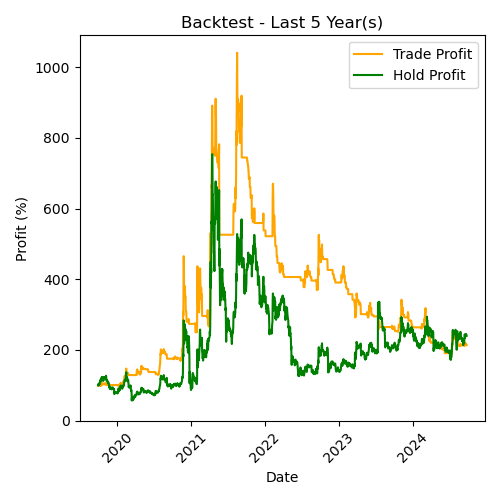 Backtest - Last 5 Year(s)
Trade Profit
Hold Profit
Profit (%)
1000
800
600
400
200
0
2020
2021
2022
2023
2024
Date